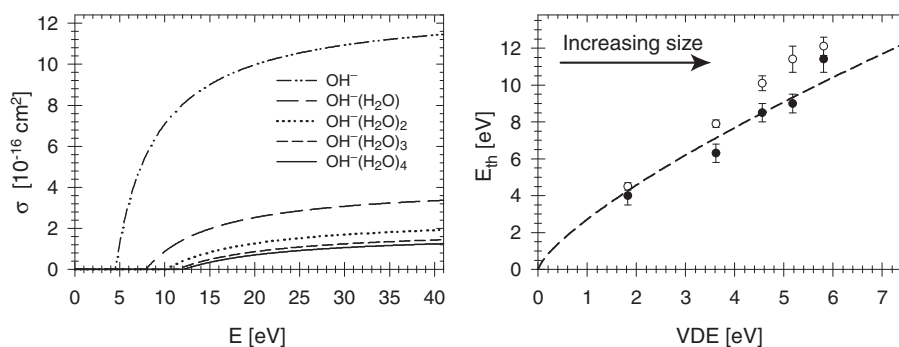 12
10
8
6
4
2
0
σ [10⁻¹⁶ cm²]
OH⁻
OH⁻(H₂O)
OH⁻(H₂O)₂
OH⁻(H₂O)₃
OH⁻(H₂O)₄
0 5 10 15 20 25 30 35 40
E [eV]
Increasing size
12
10
8
6
4
2
0
E_th [eV]
0 1 2 3 4 5 6 7
VDE [eV]